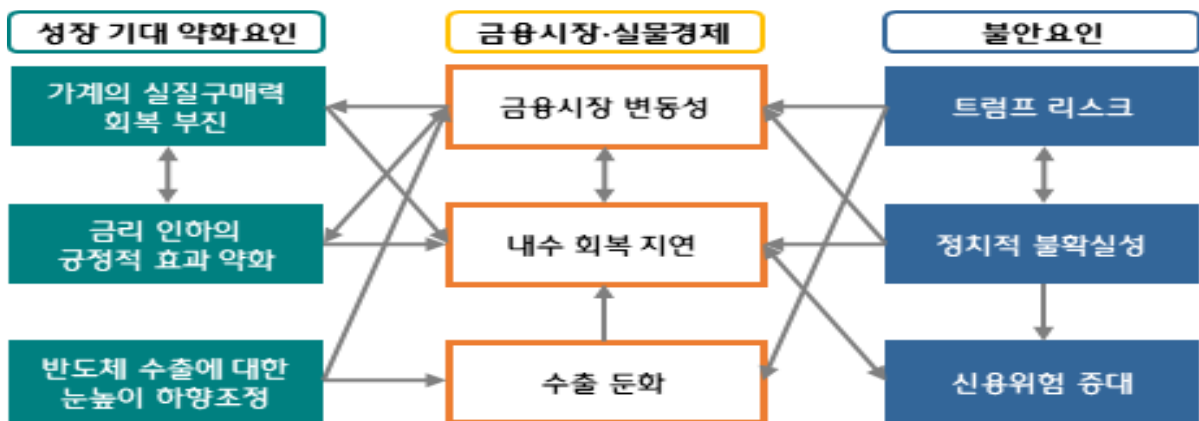 성장 기대 약화요인
금융시장·실물경제
불안요인
가계의 실질구매력
회복 부진
금융시장 변동성
트럼프 리스크
금리 인하의
긍정적 효과 약화
내수 회복 지연
정치적 불확실성
반도체 수출에 대한
눈높이 하향조정
수출 둔화
신용위험 증대